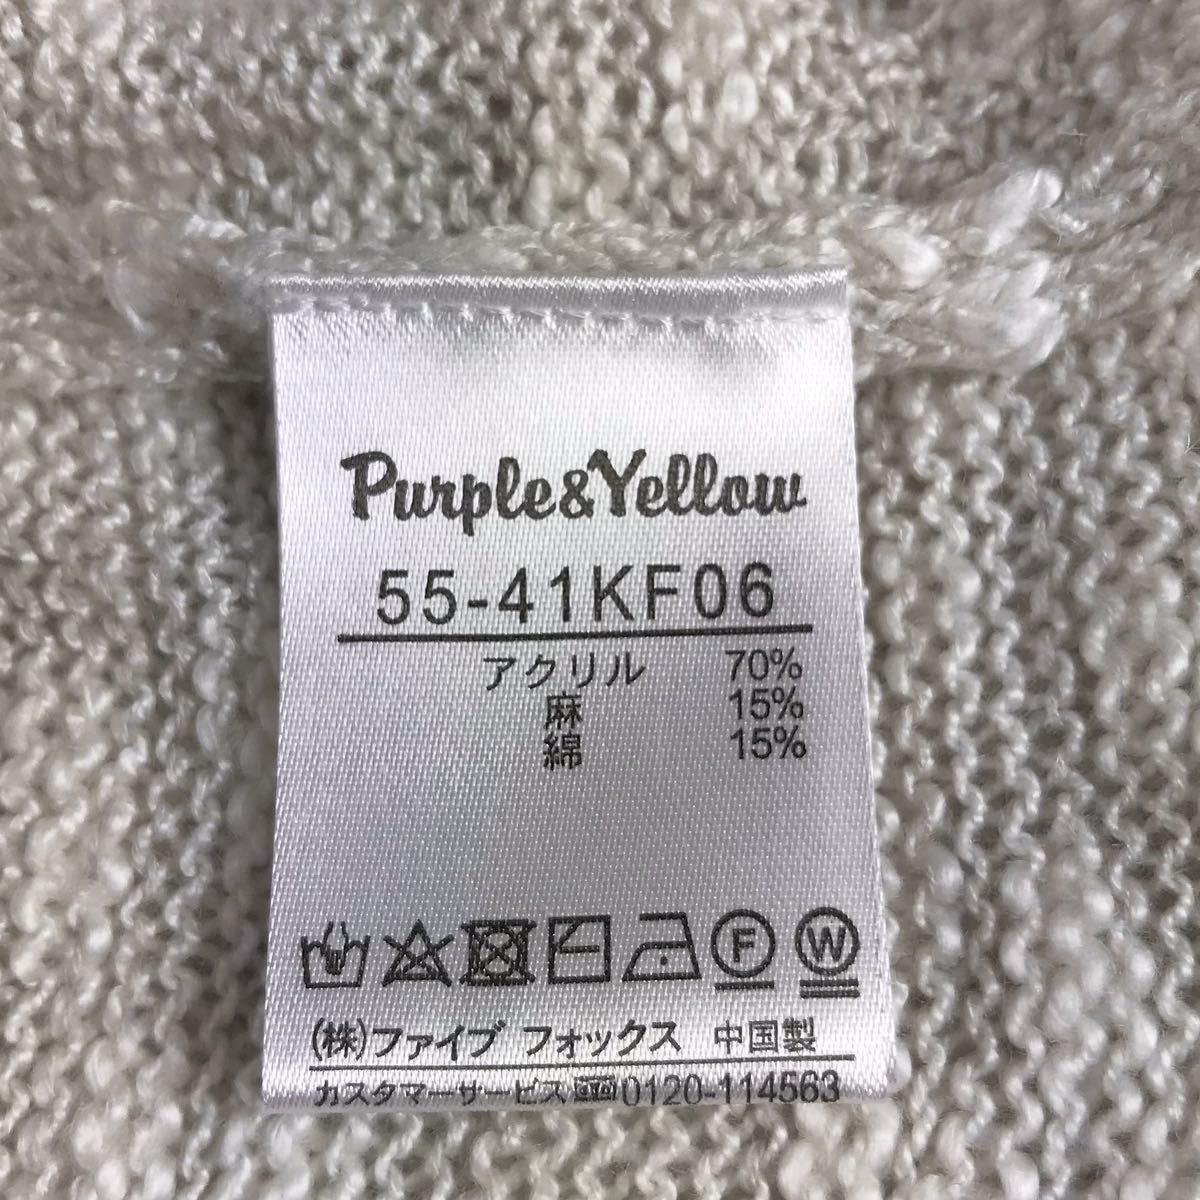 Purple&Yellow
55-41KF06
アクリル 70%
麻 15%
綿 15%
F W
(株)ファイブ フォックス 中国製
カスタマーサービス 0120-114563